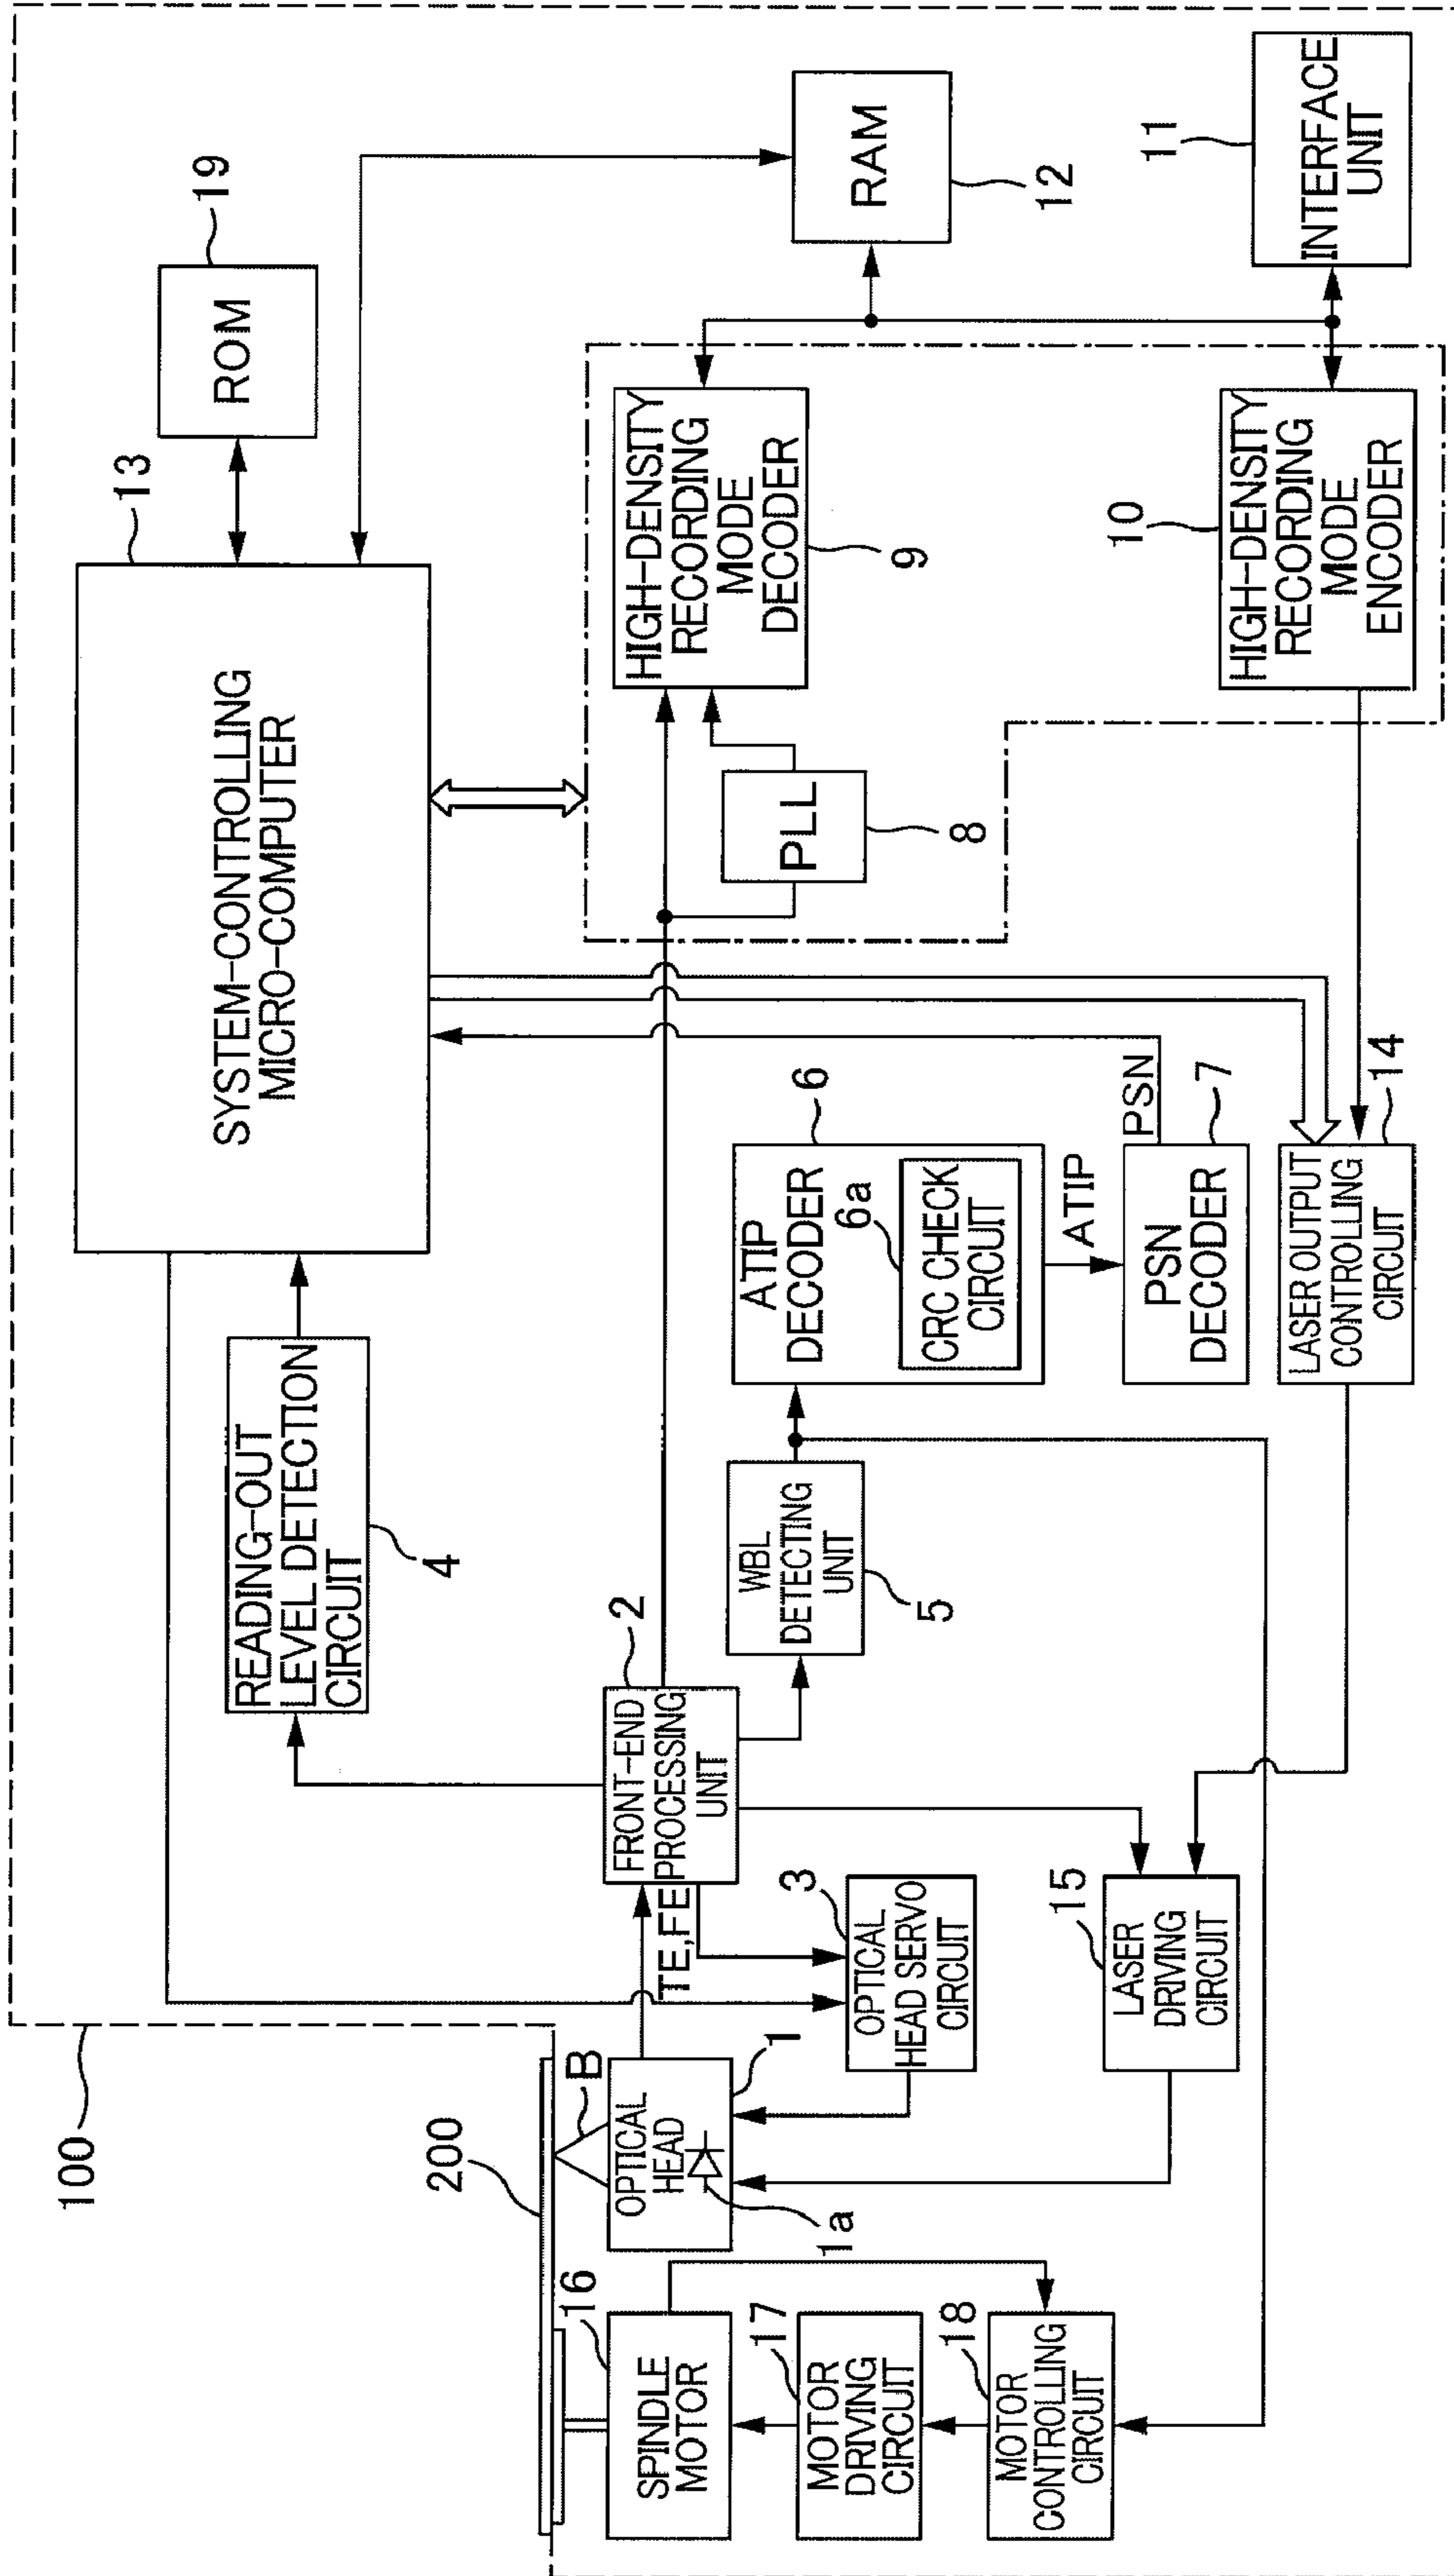 100
200
B
OPTICAL
HEAD
1
1a
SPINDLE
MOTOR
16
MOTOR
DRIVING
CIRCUIT
17
MOTOR
CONTROLLING
CIRCUIT
18
TE,FE
FRONT-END
PROCESSING
UNIT
2
OPTICAL
HEAD SERVO
CIRCUIT
3
LASER
DRIVING
CIRCUIT
15
READING-OUT
LEVEL DETECTION
CIRCUIT
4
WBL
DETECTING
UNIT
5
ATIP
DECODER
6
CRC CHECK
CIRCUIT
6a
ATIP
PSN
DECODER
7
PSN
LASER OUTPUT
CONTROLLING
CIRCUIT
14
SYSTEM-CONTROLLING
MICRO-COMPUTER
13
ROM
19
PLL
8
HIGH-DENSITY
RECORDING
MODE
DECODER
9
HIGH-DENSITY
RECORDING
MODE
ENCODER
10
RAM
12
INTERFACE
UNIT
11